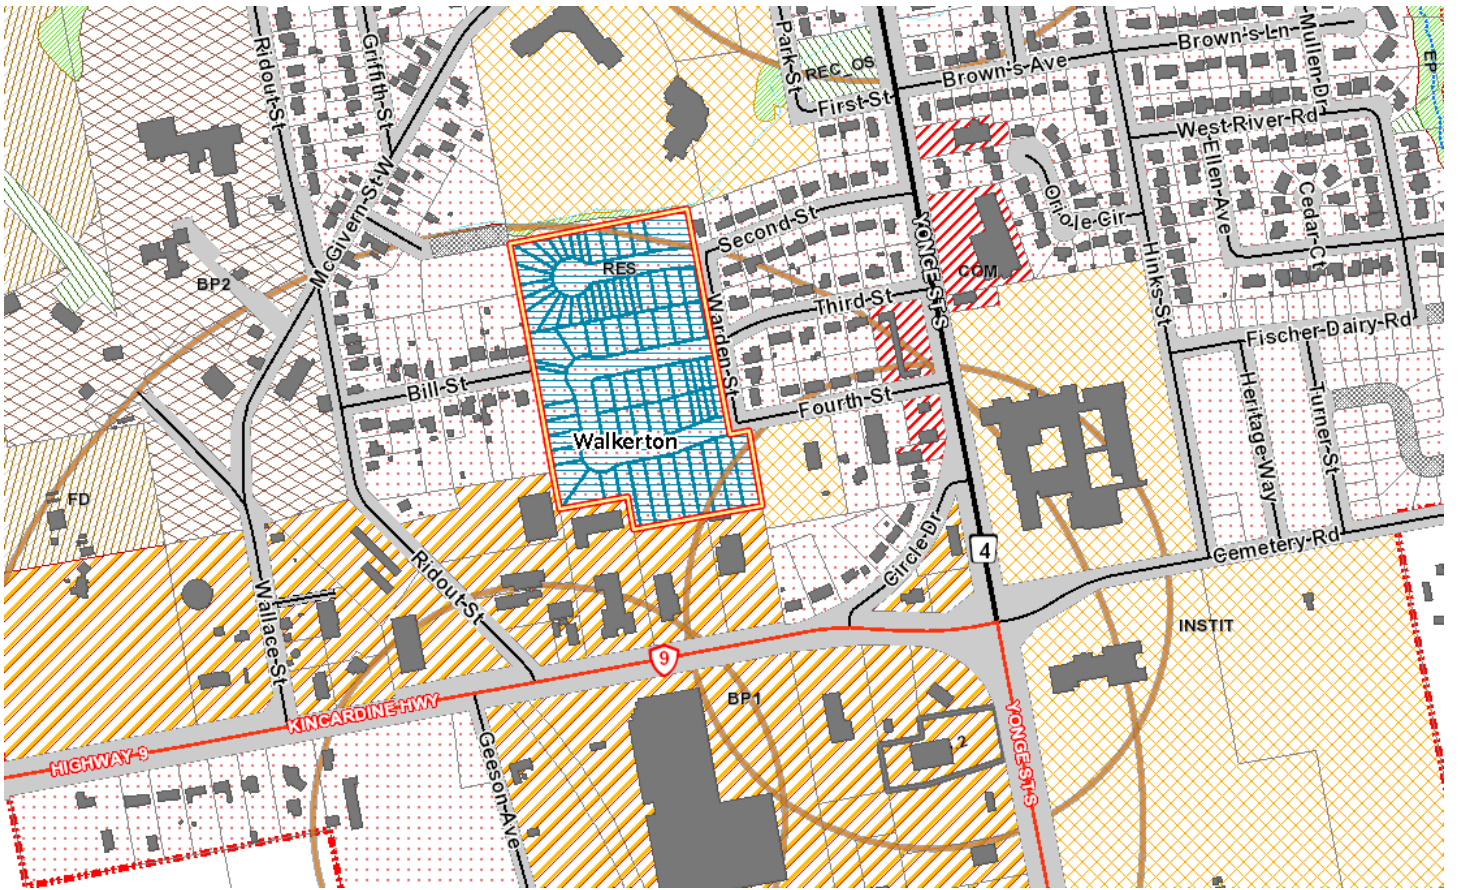 Ridout-St
Griffith-St
Park-St
REC_OS
First-St
Brown's-Ave
Brown's-Ln
Mullen-Dr
EP
West-River-Rd
Ellen-Ave
Cedar-Cr
Oriole-Cir
McGivern-St-W
BP2
RES
Second-St
YONGE-ST-S
COM
Hinks-St
Third-St
Warden-St
Fischer-Dairy-Rd
Bill-St
Fourth-St
Heritage-Way
Turner-St
Walkerton
FD
Circle-Dr
4
Cemetery-Rd
Ridout-St
Wallace-St
INSTIT
9
BP1
KINCARDINE-HWY
HIGHWAY-9
Geeson-Ave
YONGE-ST-S